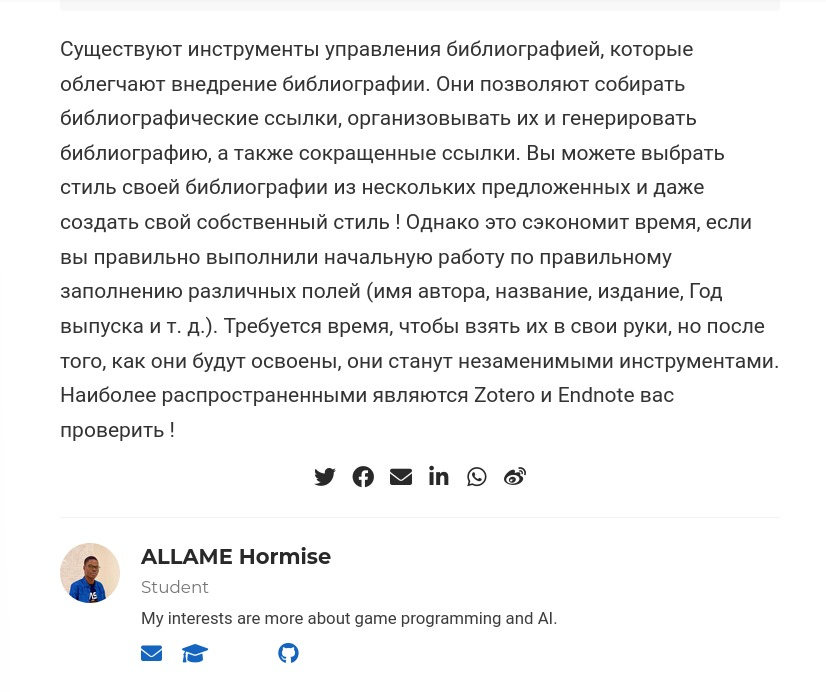 Существуют инструменты управления библиографией, которые
облегчают внедрение библиографии. Они позволяют собирать
библиографические ссылки, организовывать их и генерировать
библиографию, а также сокращенные ссылки. Вы можете выбрать
стиль своей библиографии из нескольких предложенных и даже
создать свой собственный стиль ! Однако это сэкономит время, если
вы правильно выполнили начальную работу по правильному
заполнению различных полей (имя автора, название, издание, Год
выпуска и т. д.). Требуется время, чтобы взять их в свои руки, но после
того, как они будут освоены, они станут незаменимыми инструментами.
Наиболее распространенными являются Zotero и Endnote вас
проверить !
ALLAME Hormise
Student
My interests are more about game programming and AI.